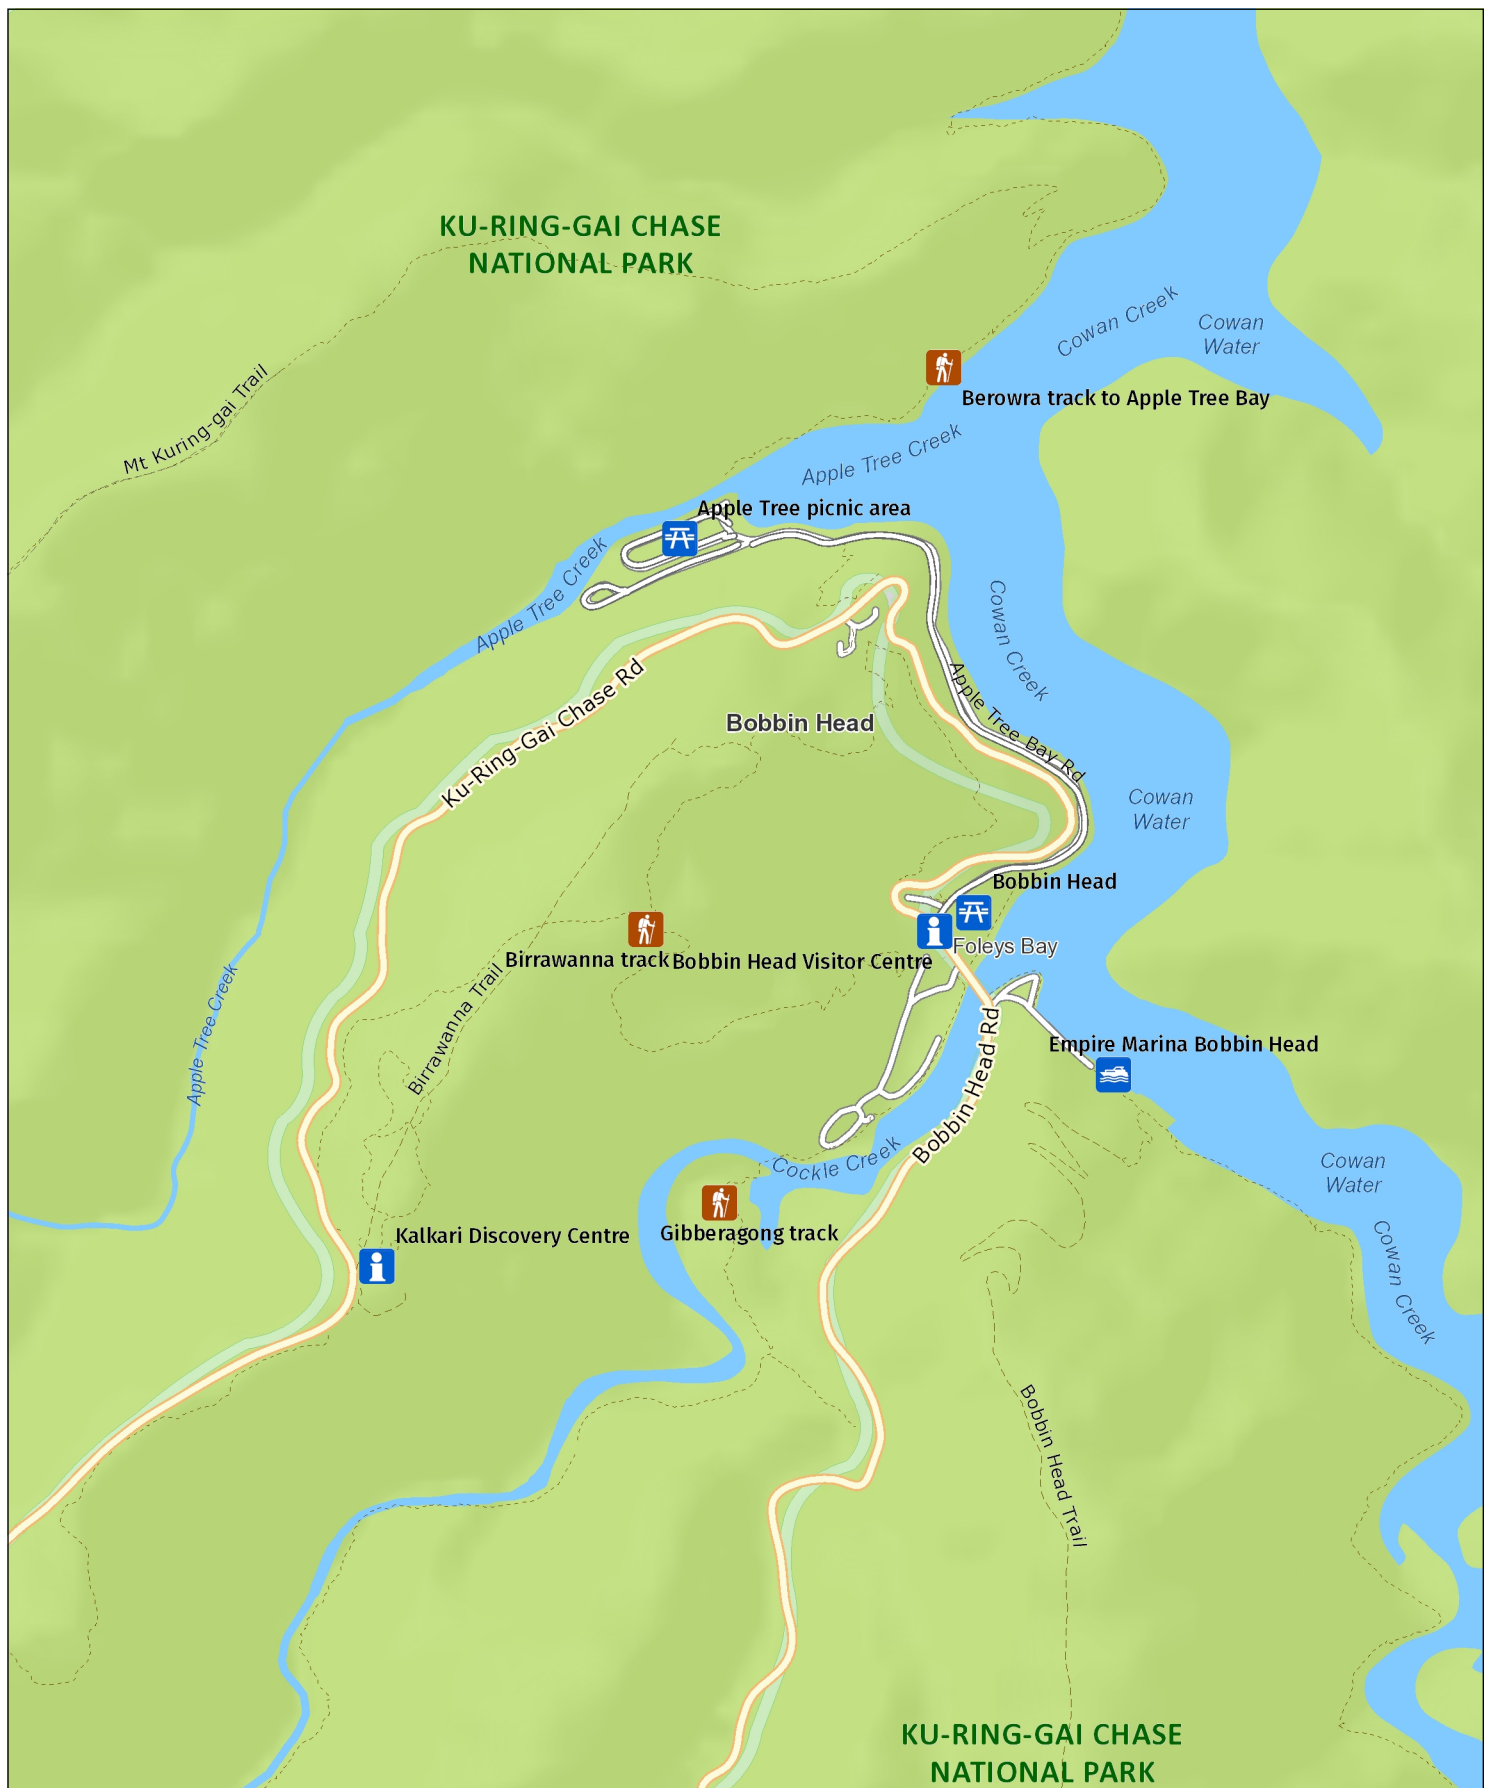 KU-RING-GAI CHASE
NATIONAL PARK
Cowan Creek
Cowan
Water
Mt Kuring-gai Trail
Berowra track to Apple Tree Bay
Apple Tree Creek
Apple Tree picnic area
Apple Tree Creek
Cowan Creek
Ku-Ring-Gai Chase Rd
Apple Tree Bay Rd
Bobbin Head
Cowan
Water
Bobbin Head
Foleys Bay
Birrawanna track
Bobbin Head Visitor Centre
Birrawanna Trail
Apple Tree Creek
Empire Marina Bobbin Head
Bobbin Head Rd
Cockle Creek
Cowan
Water
Gibberagong track
Kalkari Discovery Centre
Cowan Creek
Bobbin Head Trail
KU-RING-GAI CHASE
NATIONAL PARK